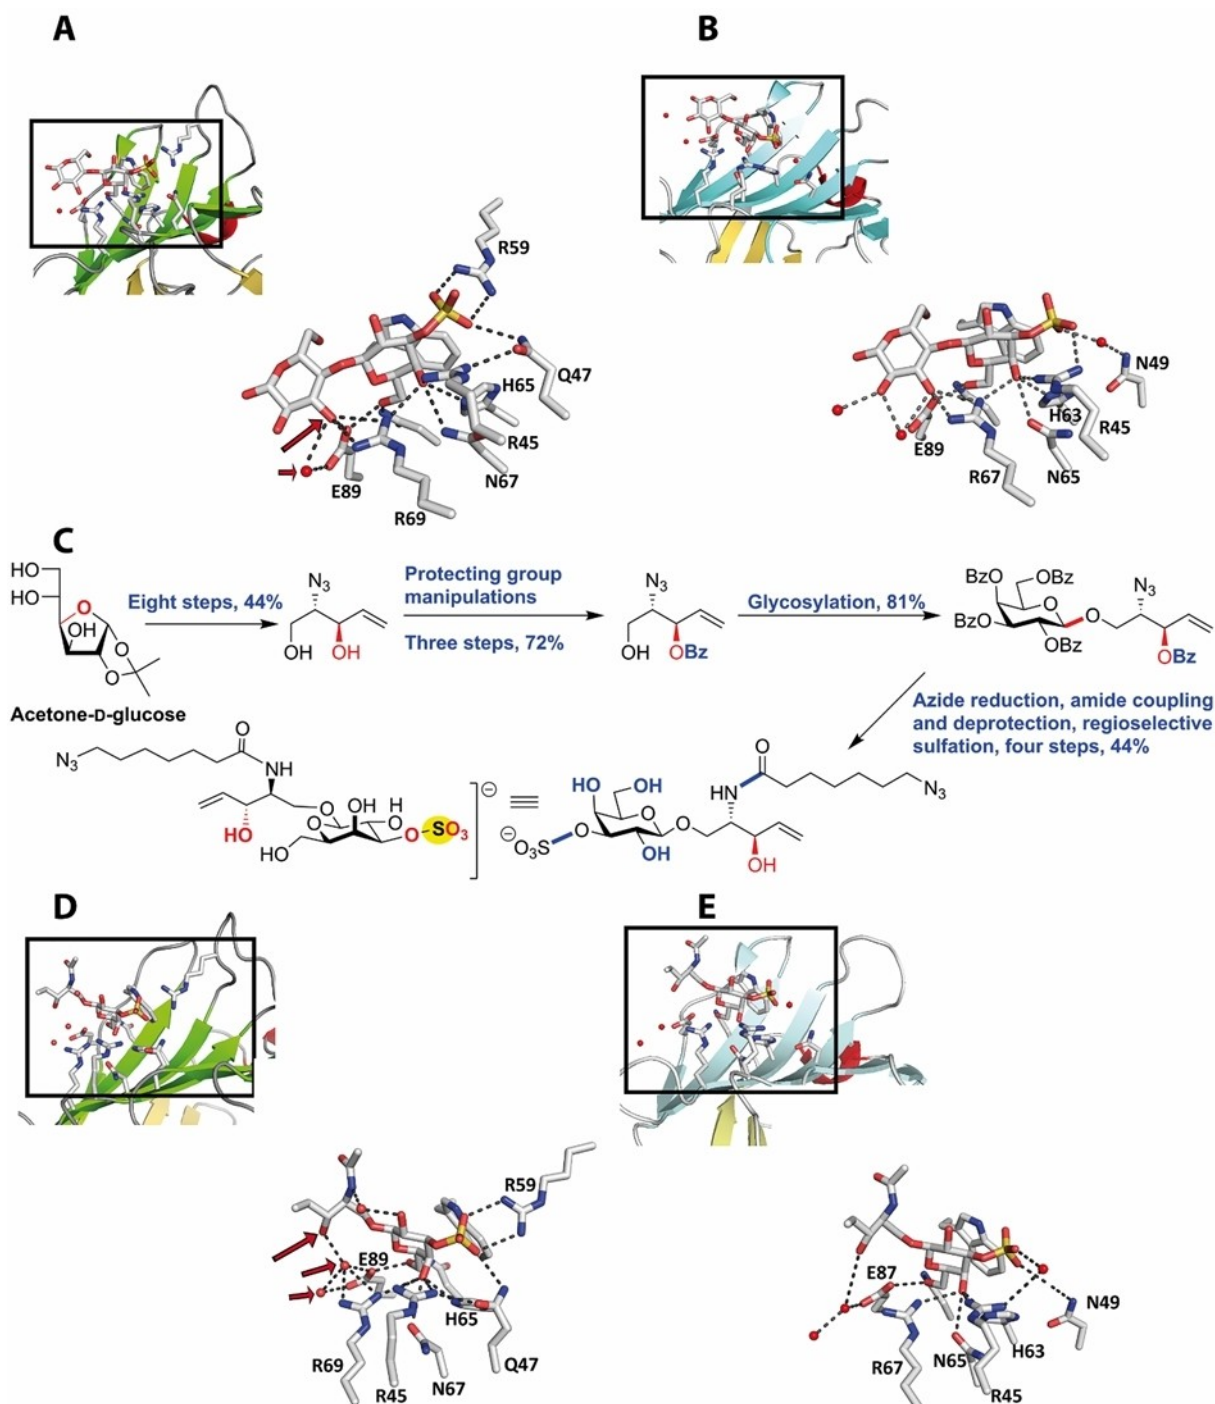 A
B
R59
Q47
H65
R45
N67
E89
R69
N49
H63
R45
E89
R67
N65
C
HO
HO
O
OH
O
O
Acetone-D-glucose
Eight steps, 44%
N3
OH
OH
Protecting group
manipulations
Three steps, 72%
N3
OH
OBz
Glycosylation, 81%
BzO
OBz
O
O
N3
BzO
OBz
OBz
Azide reduction, amide coupling
and deprotection, regioselective
sulfation, four steps, 44%
N3
O
NH
HO
O
OH
H
O
O
HO
O
SO3
⊖
HO
OH
O
O
⊖
O3S
O
OH
O
HN
N3
OH
D
E
R59
E89
H65
R69
Q47
N67
R45
E87
N49
H63
N65
R67
R45